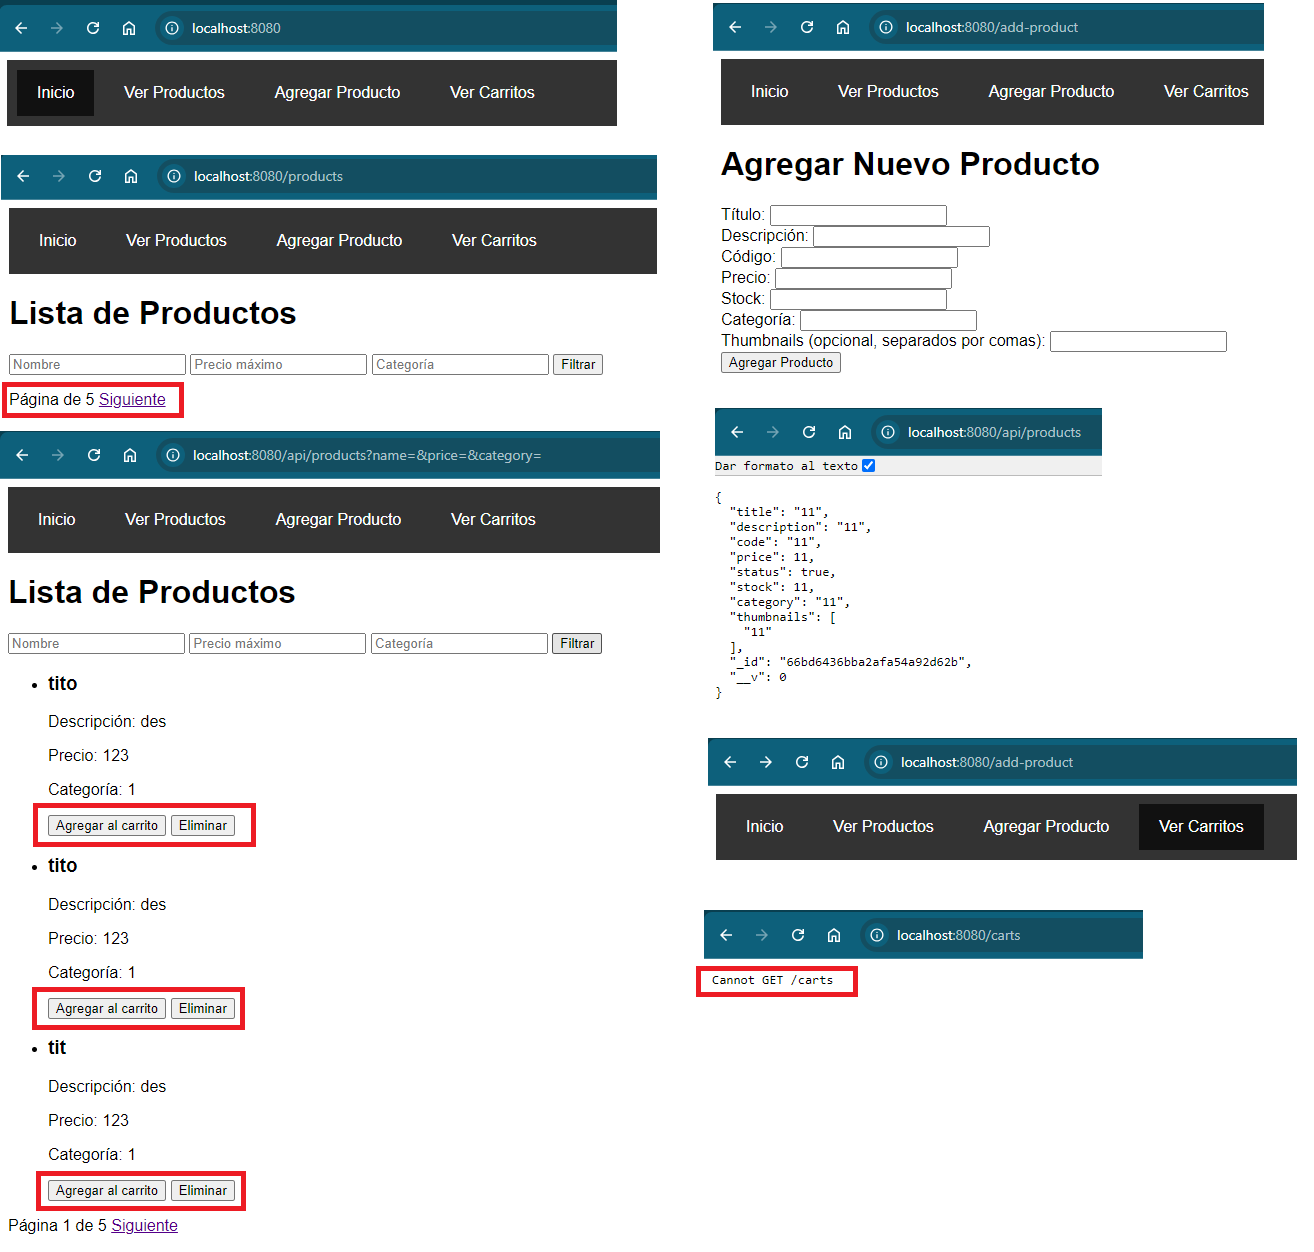 localhost:8080
Inicio Ver Productos Agregar Producto Ver Carritos
localhost:8080/products
Inicio Ver Productos Agregar Producto Ver Carritos
Lista de Productos
Nombre Precio máximo Categoría Filtrar
Página de 5 Siguiente
localhost:8080/api/products?name=&price=&category=
Inicio Ver Productos Agregar Producto Ver Carritos
Lista de Productos
Nombre Precio máximo Categoría Filtrar
• tito
Descripción: des
Precio: 123
Categoría: 1
Agregar al carrito Eliminar
• tito
Descripción: des
Precio: 123
Categoría: 1
Agregar al carrito Eliminar
• tit
Descripción: des
Precio: 123
Categoría: 1
Agregar al carrito Eliminar
Página 1 de 5 Siguiente
localhost:8080/add-product
Inicio Ver Productos Agregar Producto Ver Carritos
Agregar Nuevo Producto
Título:
Descripción:
Código:
Precio:
Stock:
Categoría:
Thumbnails (opcional, separados por comas):
Agregar Producto
localhost:8080/api/products
Dar formato al texto
{
"title": "11",
"description": "11",
"code": "11",
"price": 11,
"status": true,
"stock": 11,
"category": "11",
"thumbnails": [
"11"
],
"_id": "66bd6436bba2afa54a92d62b",
"__v": 0
}
localhost:8080/add-product
Inicio Ver Productos Agregar Producto Ver Carritos
localhost:8080/carts
Cannot GET /carts